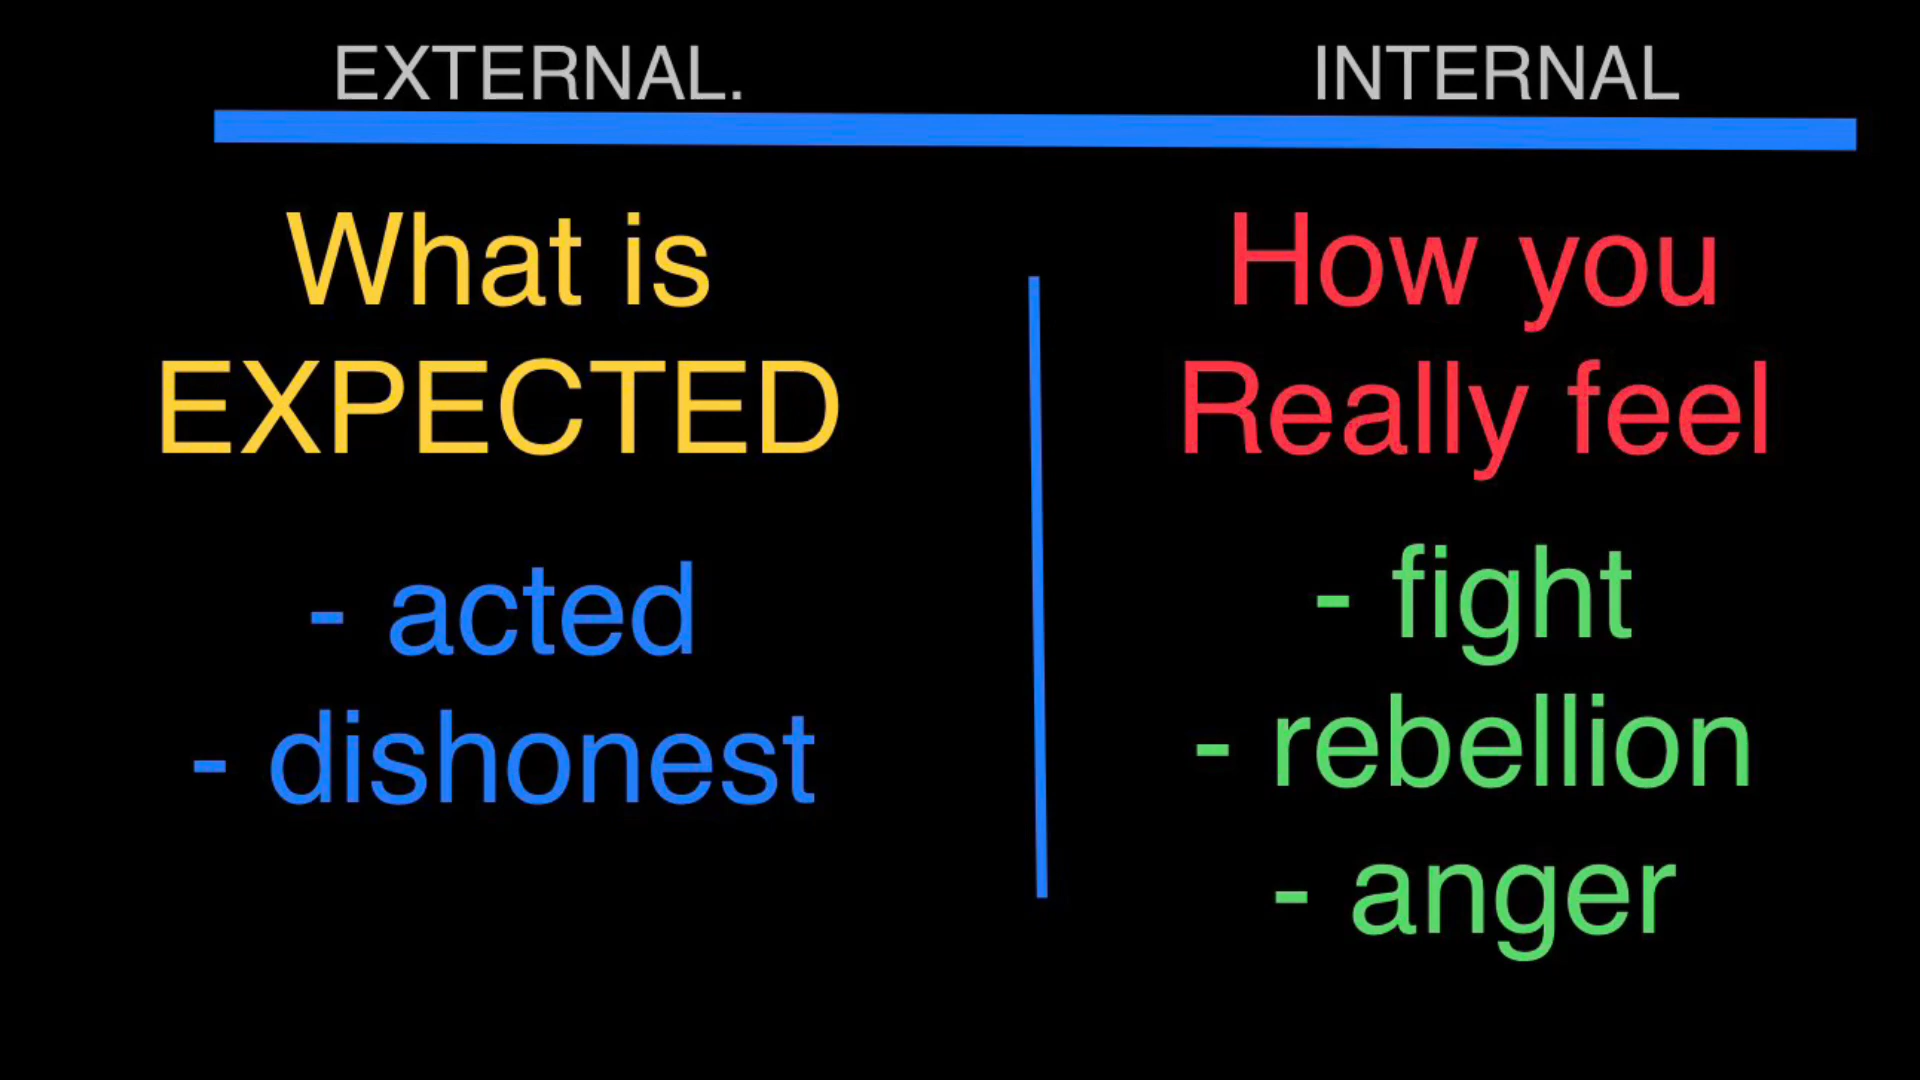 EXTERNAL.
INTERNAL
What is
EXPECTED
- acted
- dishonest
How you
Really feel
- fight
- rebellion
- anger